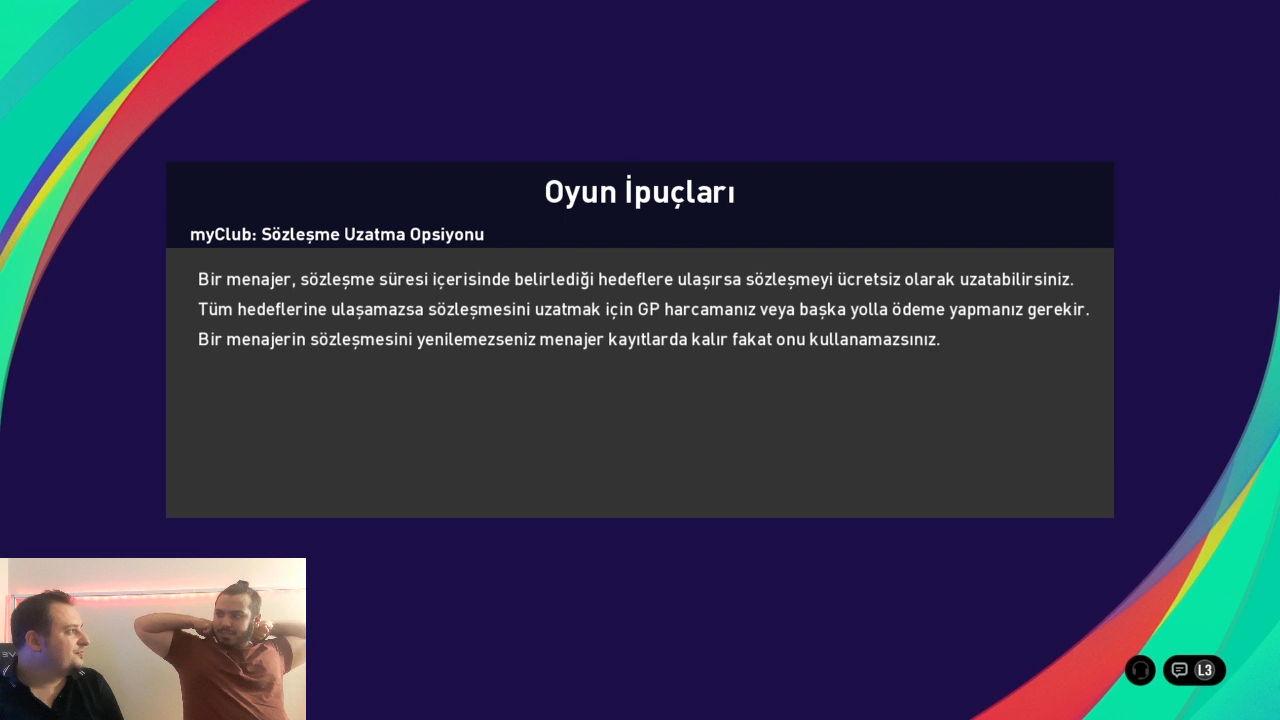 Oyun İpuçları
myClub: Sözleşme Uzatma Opsiyonu
Bir menajer, sözleşme süresi içerisinde belirlediği hedeflere ulaşırsa sözleşmeyi ücretsiz olarak uzatabilirsiniz.
Tüm hedeflerine ulaşamazsa sözleşmesini uzatmak için GP harcamanız veya başka yolla ödeme yapmanız gerekir.
Bir menajerin sözleşmesini yenilemezseniz menajer kayıtlarda kalır fakat onu kullanamazsınız.
L3